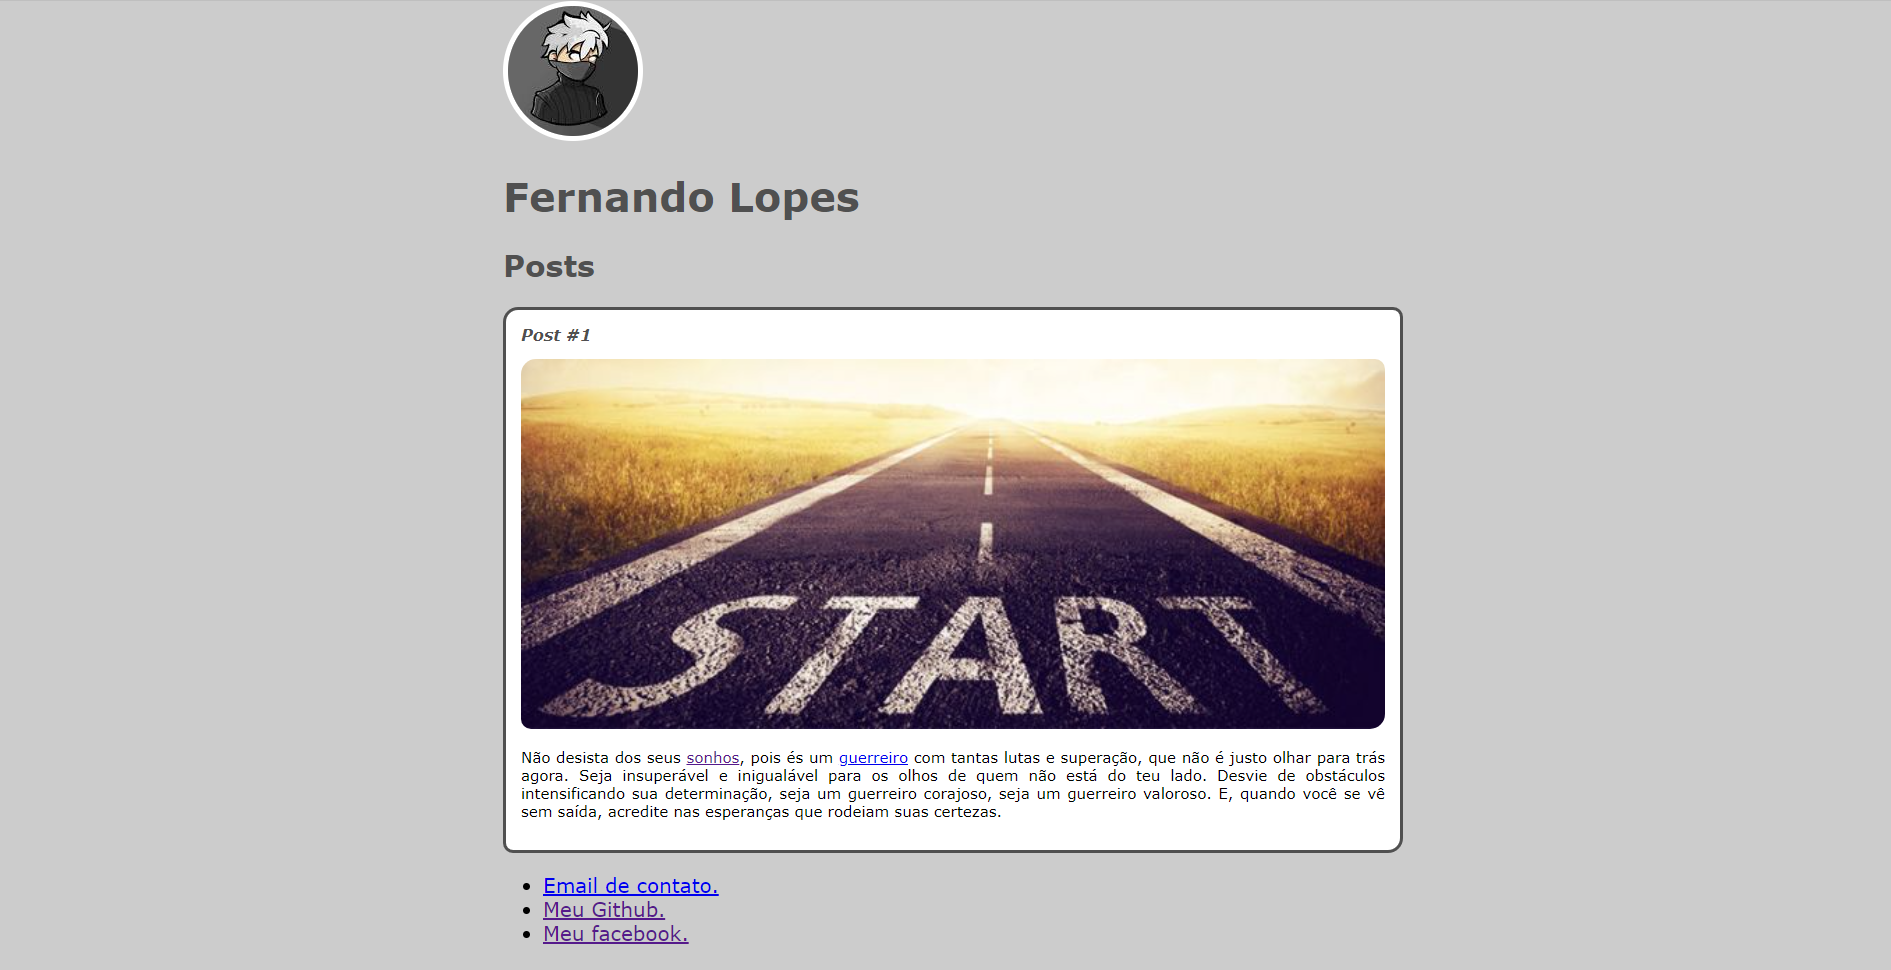 Fernando Lopes
Posts
Post #1
START
Não desista dos seus sonhos, pois és um guerreiro com tantas lutas e superação, que não é justo olhar para trás
agora. Seja insuperável e inigualável para os olhos de quem não está do teu lado. Desvie de obstáculos
intensificando sua determinação, seja um guerreiro corajoso, seja um guerreiro valoroso. E, quando você se vê
sem saída, acredite nas esperanças que rodeiam suas certezas.
Email de contato.
Meu Github.
Meu facebook.